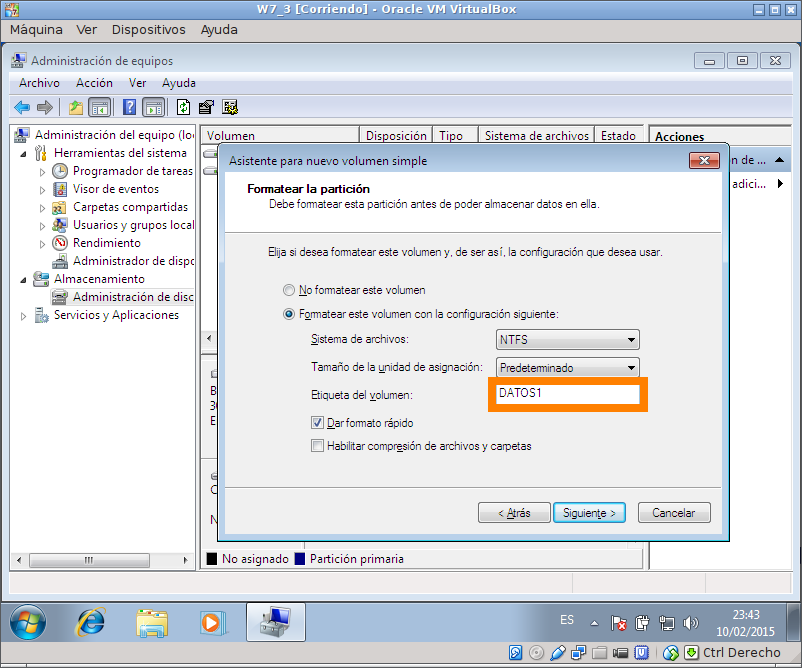 W7_3 [Corriendo] - Oracle VM VirtualBox
Máquina Ver Dispositivos Ayuda
Administración de equipos
Archivo Acción Ver Ayuda
Administración del equipo (loc
Herramientas del sistema
Programador de tareas
Visor de eventos
Carpetas compartidas
Usuarios y grupos local
Rendimiento
Administrador de dispo
Almacenamiento
Administración de disc
Servicios y Aplicaciones
Volumen Disposición Tipo Sistema de archivos Estado
Acciones
ón de ...
adici...
Asistente para nuevo volumen simple
Formatear la partición
Debe formatear esta partición antes de poder almacenar datos en ella.
Elija si desea formatear este volumen y, de ser así, la configuración que desea usar.
No formatear este volumen
Formatear este volumen con la configuración siguiente:
Sistema de archivos: NTFS
Tamaño de la unidad de asignación: Predeterminado
Etiqueta del volumen: DATOS1
Dar formato rápido
Habilitar compresión de archivos y carpetas
< Atrás Siguiente > Cancelar
No asignado Partición primaria
ES
23:43
10/02/2015
Ctrl Derecho